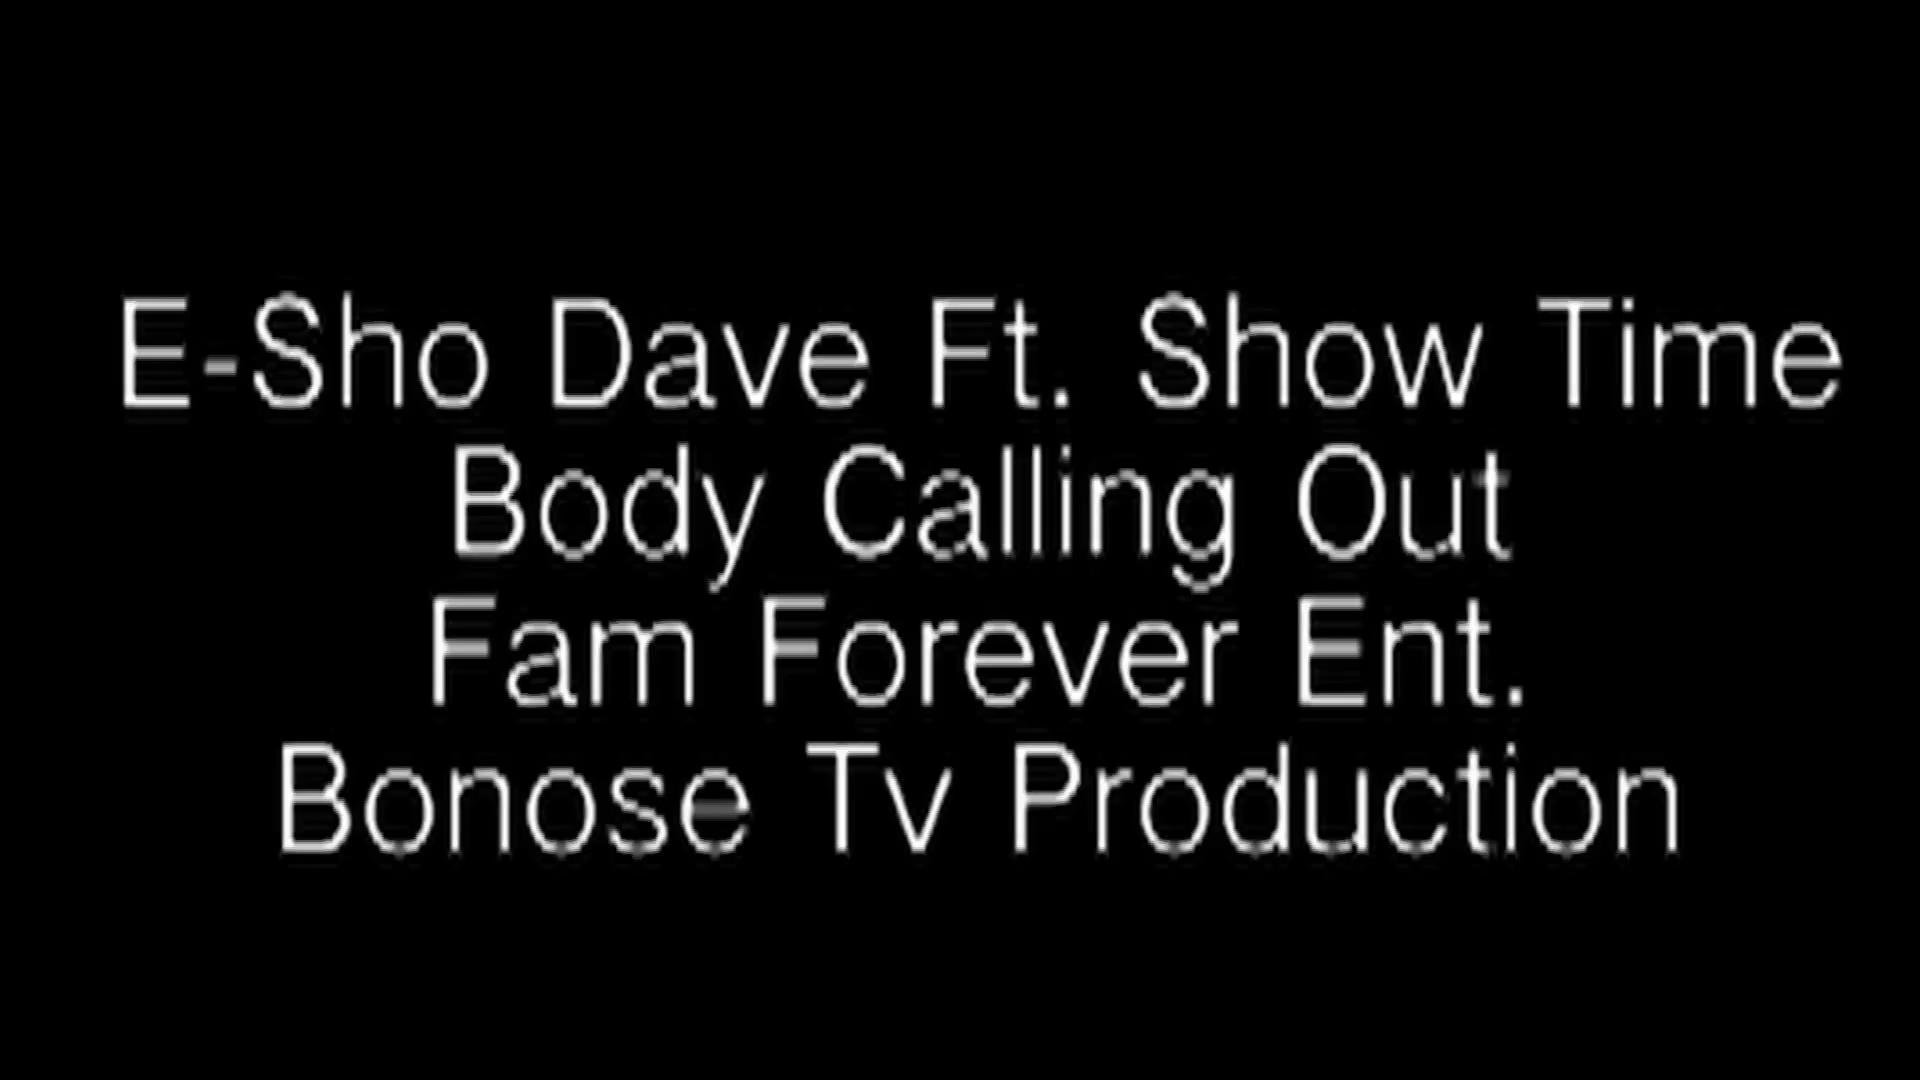 E-Sho Dave Ft. Show Time
Body Calling Out
Fam Forever Ent.
Bonose Tv Production